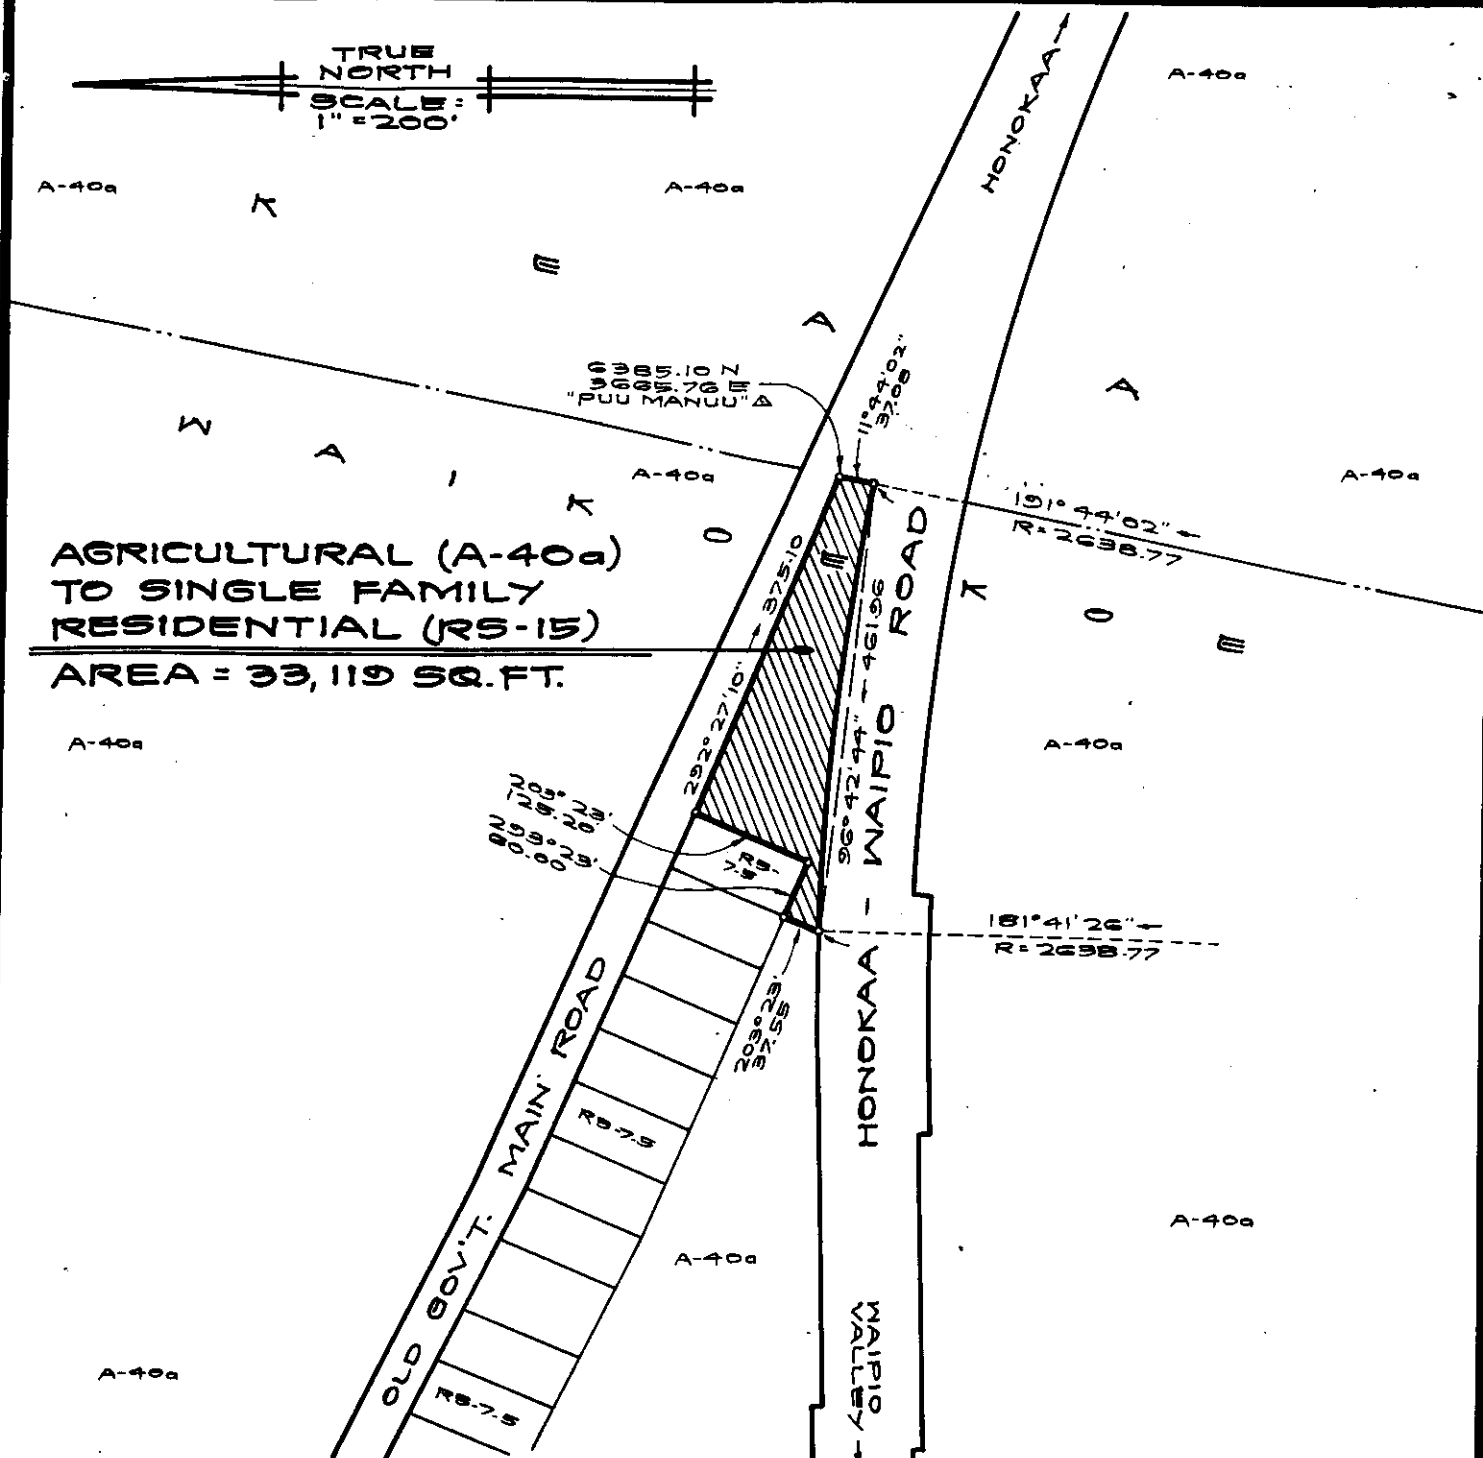 TRUE
NORTH
SCALE:
1" = 200'
HONOKAA
A-40a
A-40a
A-40a
K E A A
6385.10 N
3665.76 E
"PUU MANUU"
11° 44' 02"
37.08
W A I K O E K O E
A-40a
A-40a
191° 44' 02"
R = 2638.77
AGRICULTURAL (A-40a)
TO SINGLE FAMILY
RESIDENTIAL (RS-15)
AREA = 33,119 SQ. FT.
292° 27' 10" 375.10
96° 42' 44" 461.96
HONOKAA - WAIPIO ROAD
A-40a
A-40a
203° 23'
125.20
293° 23'
60.00
RS-
7.5
181° 41' 26"
R = 2638.77
203° 23'
37.55
OLD GOV'T. MAIN ROAD
RS-7.5
A-40a
A-40a
WAIPIO
VALLEY
A-40a
RS-7.5